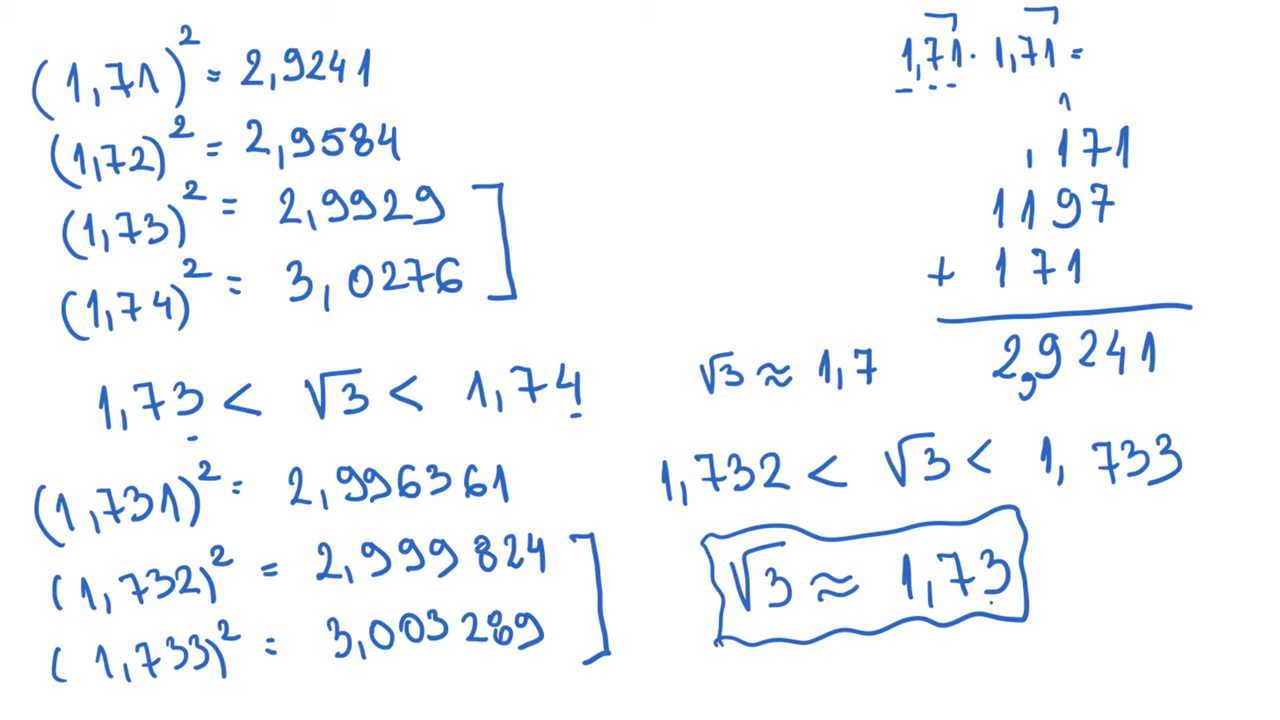 (1,71)² = 2,9241
(1,72)² = 2,9584
(1,73)² = 2,9929
(1,74)² = 3,0276
1,73 < √3 < 1,74
(1,731)² = 2,996361
(1,732)² = 2,999824
(1,733)² = 3,003289
1,71 · 1,71 =
1
171
1197
+ 171
2,9241
√3 ≈ 1,7
1,732 < √3 < 1,733
√3 ≈ 1,73